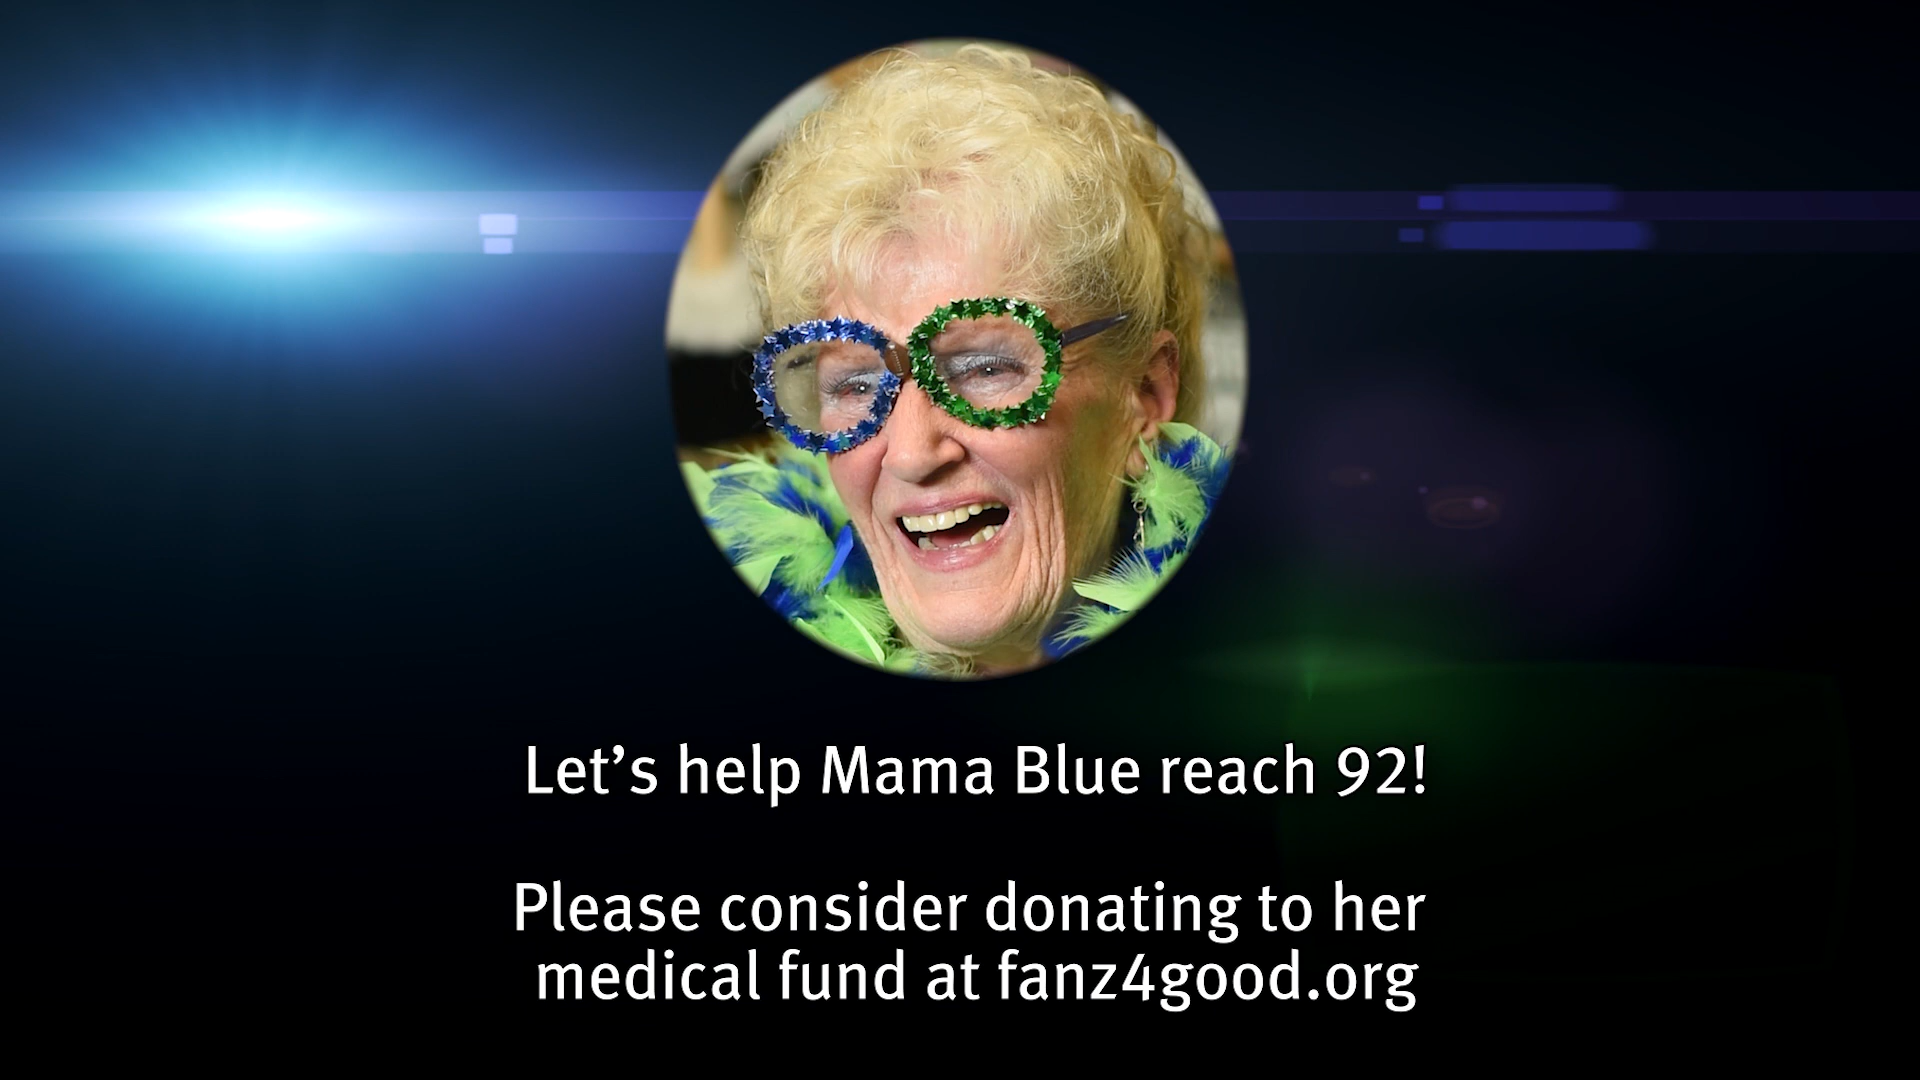 Let’s help Mama Blue reach 92!
Please consider donating to her
medical fund at fanz4good.org